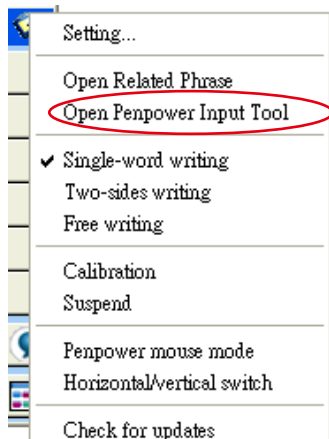 Setting...
Open Related Phrase
Open Penpower Input Tool
Single-word writing
Two-sides writing
Free writing
Calibration
Suspend
Penpower mouse mode
Horizontal/vertical switch
Check for updates